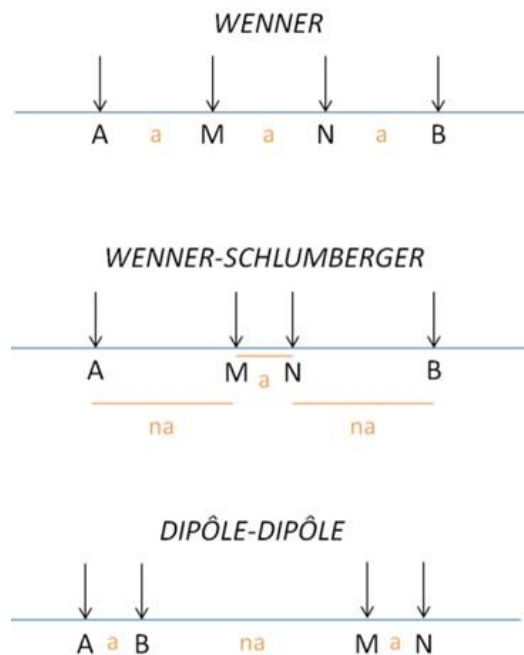 WENNER
A a M a N a B
WENNER-SCHLUMBERGER
A M a N B
na na
DIPÔLE-DIPÔLE
A a B na M a N